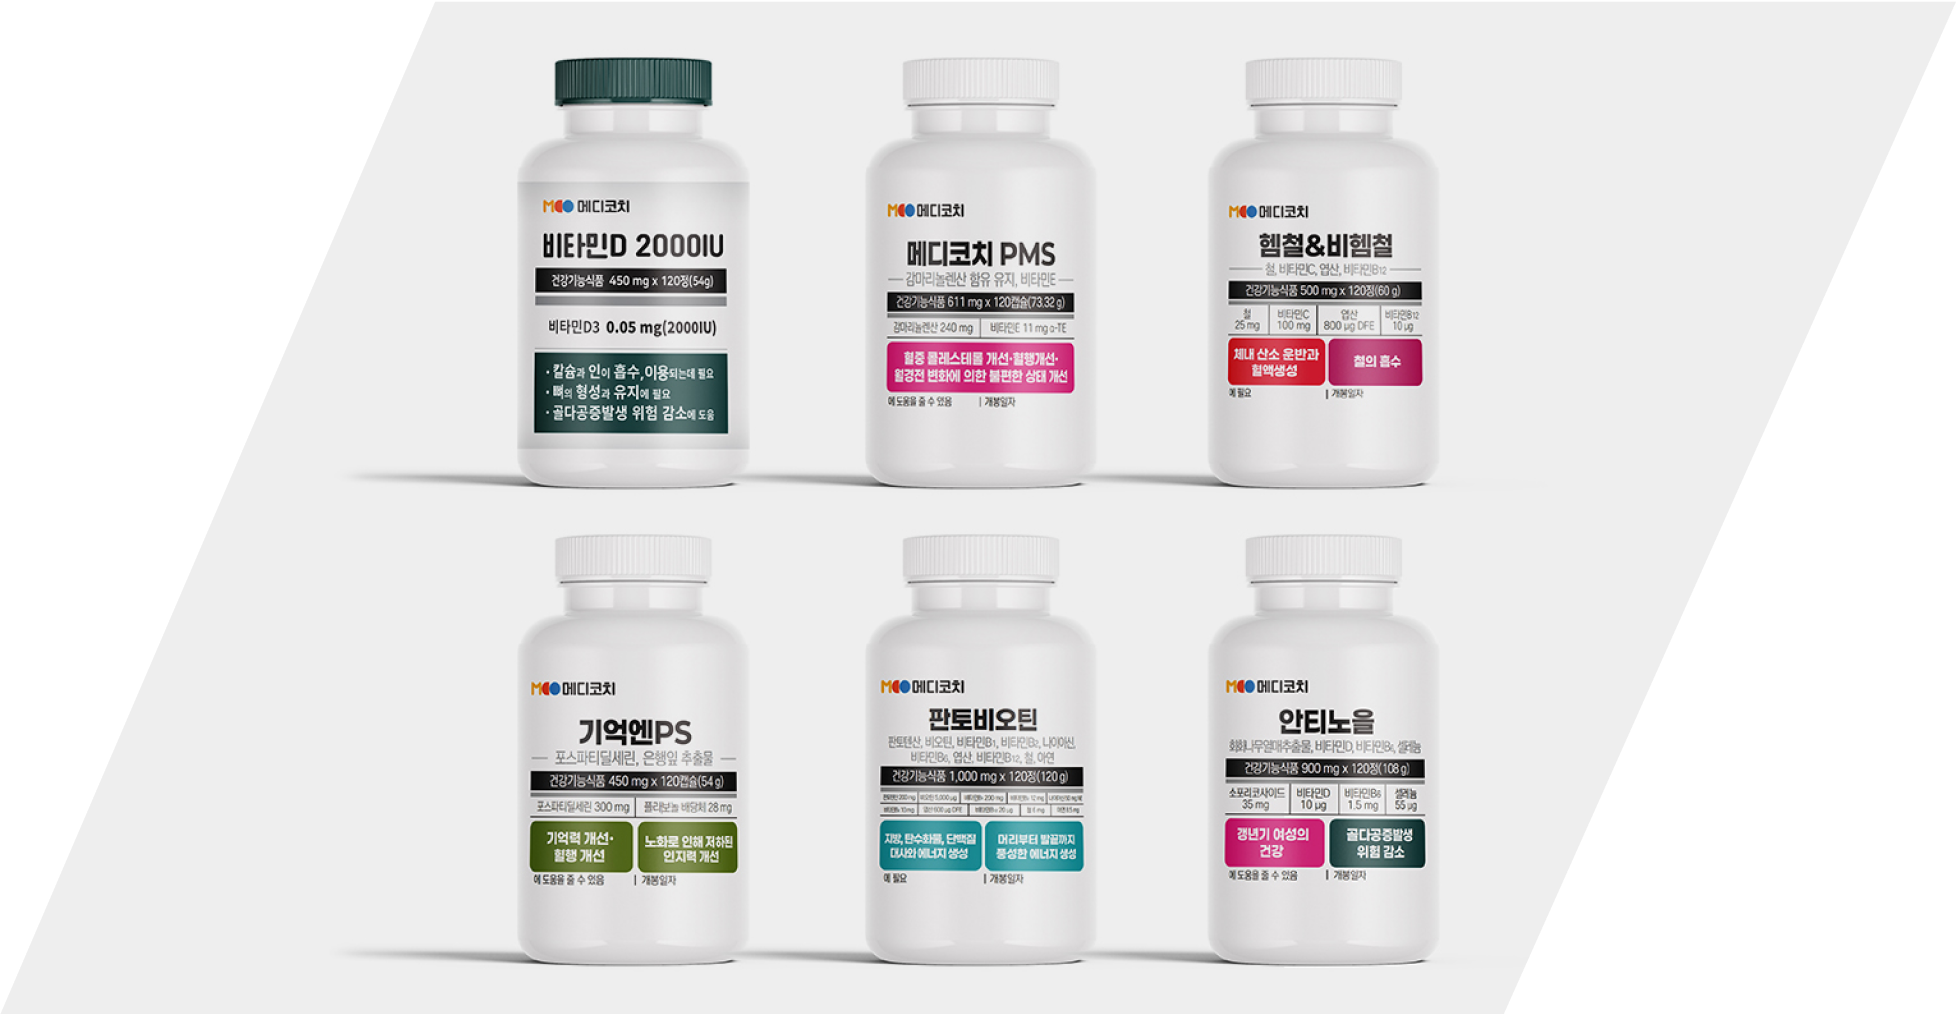 MCO 메디코치
비타민D 2000IU
건강기능식품 450 mg x 120정(54g)
비타민D3 0.05 mg(2000IU)
· 칼슘과 인이 흡수,이용되는데 필요
· 뼈의 형성과 유지에 필요
· 골다공증발생 위험 감소에 도움
MCO 메디코치
메디코치 PMS
감마리놀렌산 함유 유지, 비타민E
건강기능식품 611 mg x 120캡슐(73.32 g)
감마리놀렌산 240 mg 비타민E 11 mg α-TE
혈중 콜레스테롤 개선·혈행개선·
월경전 변화에 의한 불편한 상태 개선
에 도움을 줄 수 있음 | 개봉일자
MCO 메디코치
헴철&비헴철
철, 비타민C, 엽산, 비타민B12
건강기능식품 500 mg x 120정(60 g)
철 비타민C 엽산 비타민B12
25 mg 100 mg 800 µg DFE 10 µg
체내 산소 운반과
혈액생성
철의 흡수
에 필요 | 개봉일자
MCO 메디코치
기억엔PS
포스파티딜세린, 은행잎 추출물
건강기능식품 450 mg x 120캡슐(54 g)
포스파티딜세린 300 mg 플라보놀 배당체 28 mg
기억력 개선·
혈행 개선
노화로 인해 저하된
인지력 개선
에 도움을 줄 수 있음 | 개봉일자
MCO 메디코치
판토비오틴
판토텐산, 비오틴, 비타민B1, 비타민B2, 나이아신,
비타민B6, 엽산, 비타민B12, 철, 아연
건강기능식품 1,000 mg x 120정(120 g)
지방, 탄수화물, 단백질
대사와 에너지 생성
머리부터 발끝까지
풍성한 에너지 생성
에 필요 | 개봉일자
MCO 메디코치
안티노을
회화나무열매추출물, 비타민D, 비타민B6, 셀레늄
건강기능식품 900 mg x 120정(108 g)
소포리코사이드 비타민D 비타민B6 셀레늄
35 mg 10 µg 1.5 mg 55 µg
갱년기 여성의
건강
골다공증발생
위험 감소
에 도움을 줄 수 있음 | 개봉일자